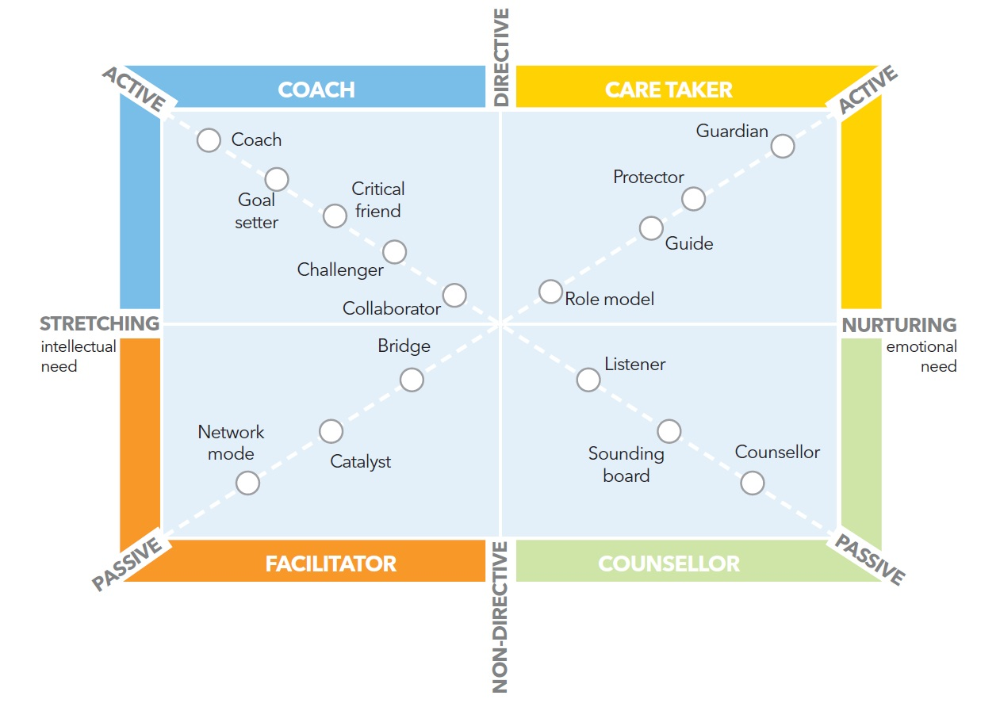 DIRECTIVE
ACTIVE
COACH
CARE TAKER
ACTIVE
Coach
Goal
setter
Critical
friend
Challenger
Collaborator
Guardian
Protector
Guide
Role model
STRETCHING
intellectual
need
NURTURING
emotional
need
Bridge
Network
mode
Catalyst
Listener
Sounding
board
Counsellor
PASSIVE
FACILITATOR
COUNSELLOR
PASSIVE
NON-DIRECTIVE